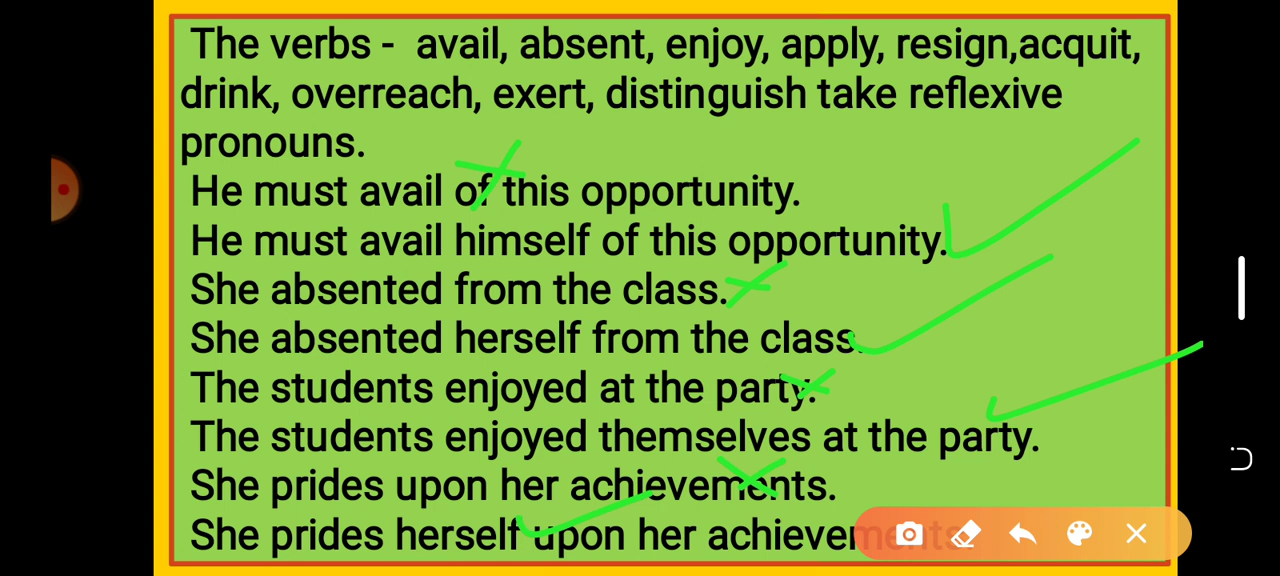 The verbs - avail, absent, enjoy, apply, resign,acquit,
drink, overreach, exert, distinguish take reflexive
pronouns.
He must avail of this opportunity.
He must avail himself of this opportunity.
She absented from the class.
She absented herself from the class.
The students enjoyed at the party.
The students enjoyed themselves at the party.
She prides upon her achievements.
She prides herself upon her achievements